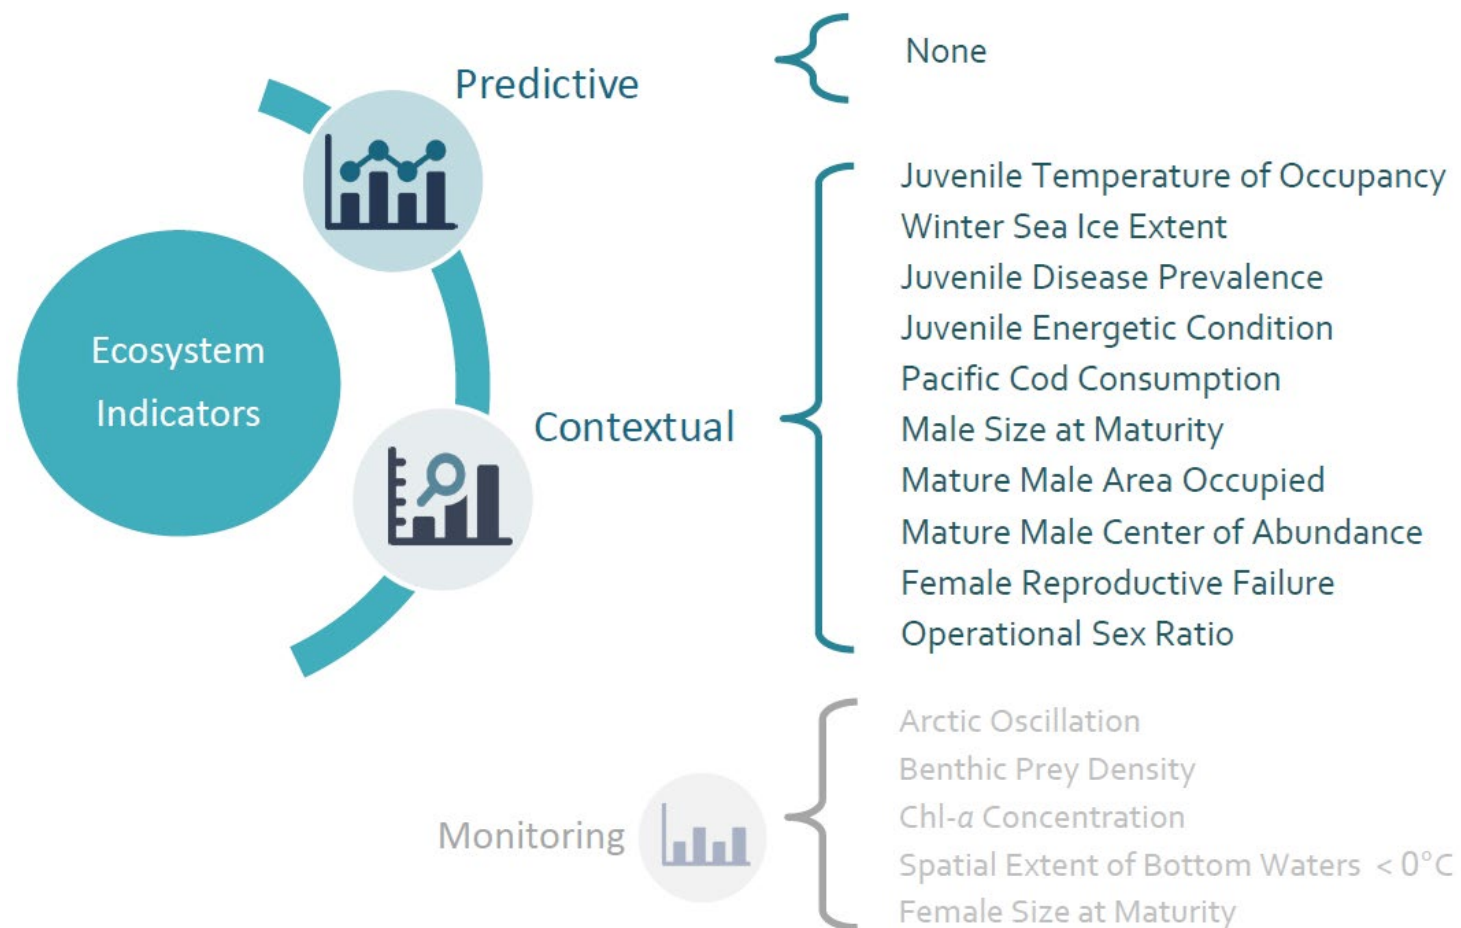 Predictive
None
Ecosystem
Indicators
Contextual
Juvenile Temperature of Occupancy
Winter Sea Ice Extent
Juvenile Disease Prevalence
Juvenile Energetic Condition
Pacific Cod Consumption
Male Size at Maturity
Mature Male Area Occupied
Mature Male Center of Abundance
Female Reproductive Failure
Operational Sex Ratio
Monitoring
Arctic Oscillation
Benthic Prey Density
Chl-a Concentration
Spatial Extent of Bottom Waters < 0°C
Female Size at Maturity